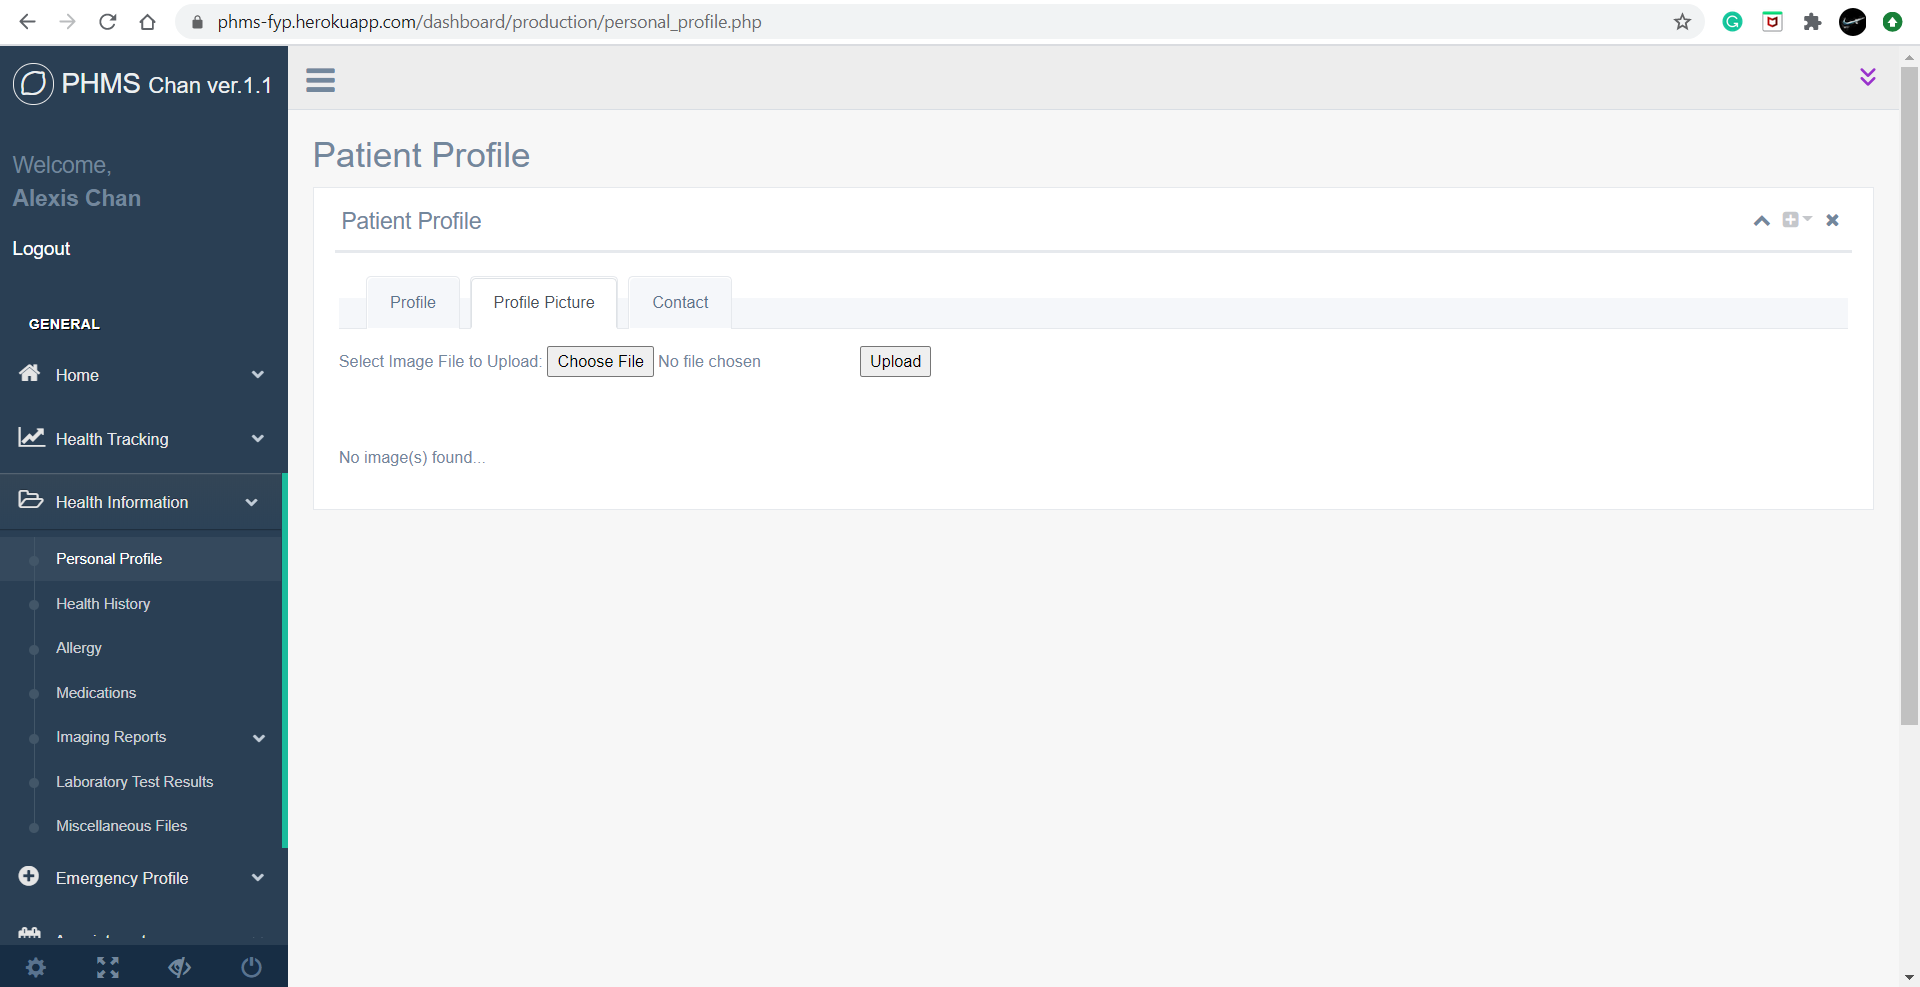 phms-fyp.herokuapp.com/dashboard/production/personal_profile.php
PHMS Chan ver.1.1
Welcome,
Alexis Chan
Logout
GENERAL
Home
Health Tracking
Health Information
Personal Profile
Health History
Allergy
Medications
Imaging Reports
Laboratory Test Results
Miscellaneous Files
Emergency Profile
Patient Profile
Patient Profile
Profile Profile Picture Contact
Select Image File to Upload: Choose File No file chosen Upload
No image(s) found...